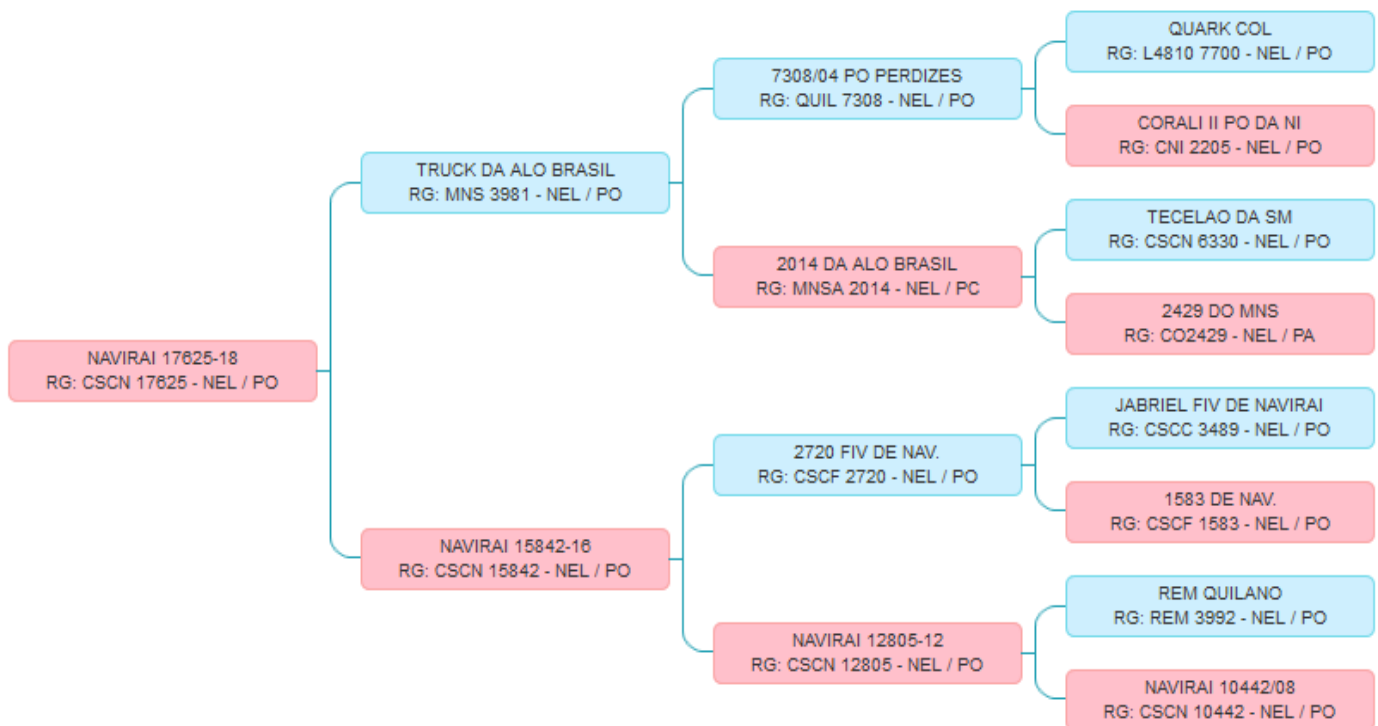 QUARK COL
RG: L4810 7700 - NEL / PO
7308/04 PO PERDIZES
RG: QUIL 7308 - NEL / PO
CORALI II PO DA NI
RG: CNI 2205 - NEL / PO
TRUCK DA ALO BRASIL
RG: MNS 3981 - NEL / PO
TECELAO DA SM
RG: CSCN 6330 - NEL / PO
2014 DA ALO BRASIL
RG: MNSA 2014 - NEL / PC
2429 DO MNS
RG: CO2429 - NEL / PA
NAVIRAI 17625-18
RG: CSCN 17625 - NEL / PO
JABRIEL FIV DE NAVIRAI
RG: CSCC 3489 - NEL / PO
2720 FIV DE NAV.
RG: CSCF 2720 - NEL / PO
1583 DE NAV.
RG: CSCF 1583 - NEL / PO
NAVIRAI 15842-16
RG: CSCN 15842 - NEL / PO
REM QUILANO
RG: REM 3992 - NEL / PO
NAVIRAI 12805-12
RG: CSCN 12805 - NEL / PO
NAVIRAI 10442/08
RG: CSCN 10442 - NEL / PO